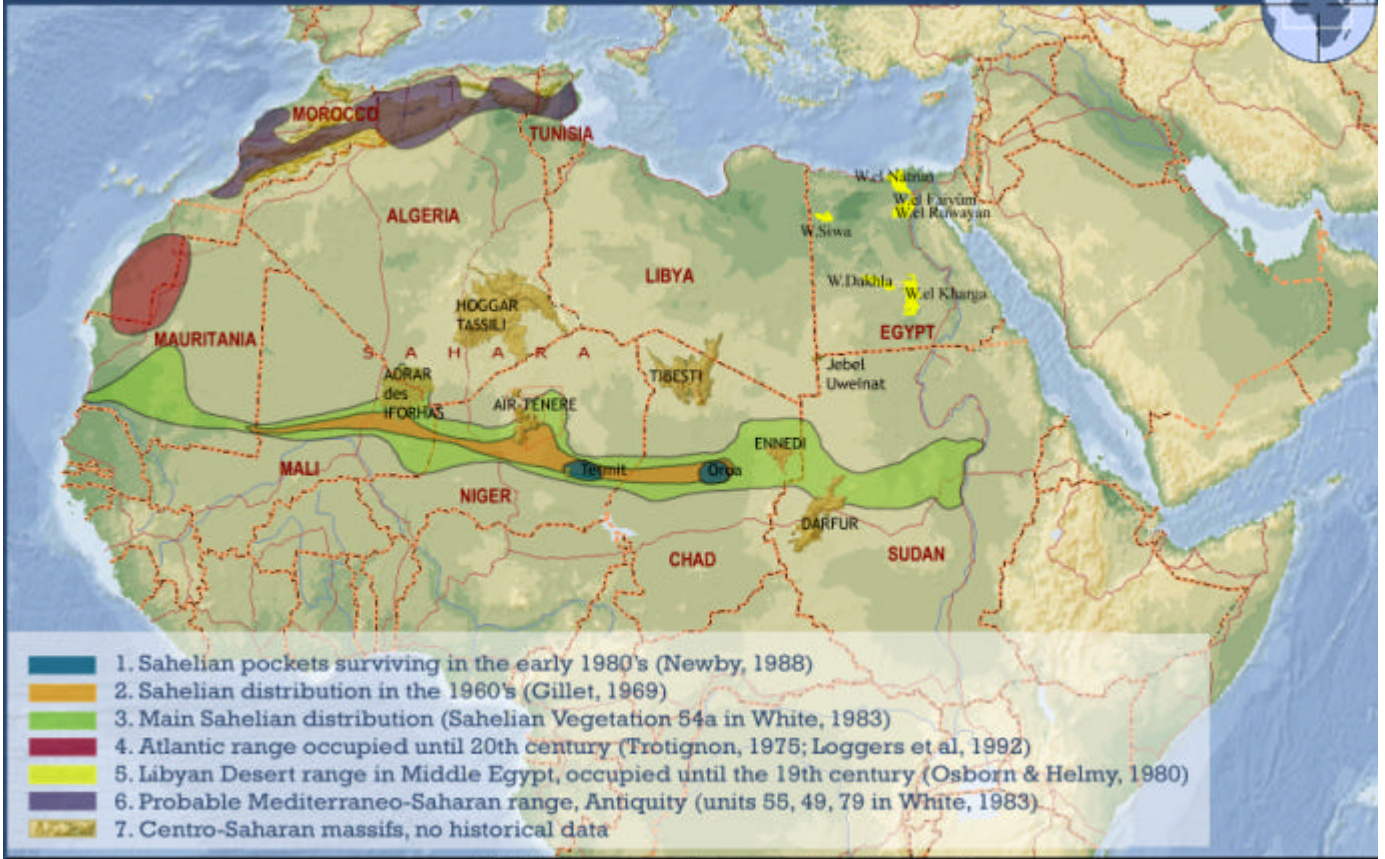 MOROCCO
TUNISIA
W.el Natrun
W.el Faiyum
W.el Ruwayan
ALGERIA
W.Siwa
LIBYA
W.Dakhla
W.el Kharga
HOGGAR
TASSILI
EGYPT
MAURITANIA
S A H A R A
ADRAR
des
IFORHAS
TIBESTI
Jebel
Uweinat
AIR-TENERE
ENNEDI
MALI
Termit
Oroa
NIGER
DARFUR
CHAD
SUDAN
1. Sahelian pockets surviving in the early 1980's (Newby, 1988)
2. Sahelian distribution in the 1960's (Gillet, 1969)
3. Main Sahelian distribution (Sahelian Vegetation 54a in White, 1983)
4. Atlantic range occupied until 20th century (Trotignon, 1975; Loggers et al, 1992)
5. Libyan Desert range in Middle Egypt, occupied until the 19th century (Osborn & Helmy, 1980)
6. Probable Mediterraneo-Saharan range, Antiquity (units 55, 49, 79 in White, 1983)
7. Centro-Saharan massifs, no historical data